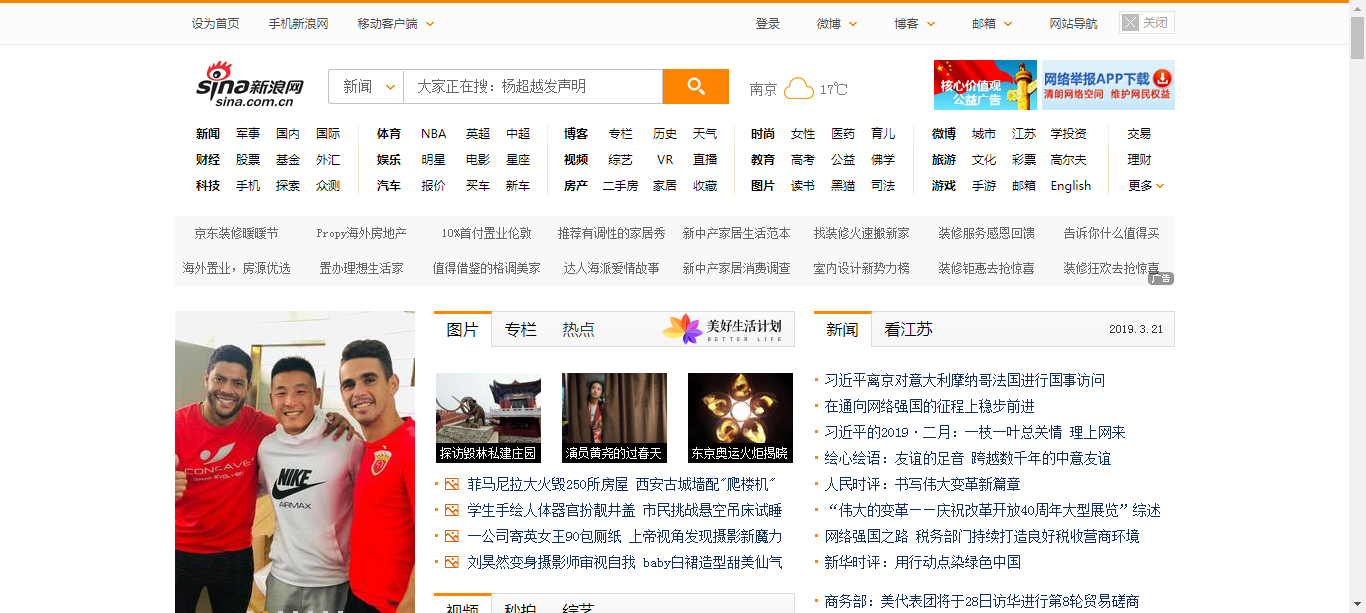 设为首页 手机新浪网 移动客户端 登录 微博 博客 邮箱 网站导航 关闭
sina新浪网
sina.com.cn
新闻 大家正在搜：杨超越发声明 南京 17℃
核心价值观
公益广告
网络举报APP下载
清朗网络空间 维护网民权益
新闻 军事 国内 国际 体育 NBA 英超 中超 博客 专栏 历史 天气 时尚 女性 医药 育儿 微博 城市 江苏 学投资 交易
财经 股票 基金 外汇 娱乐 明星 电影 星座 视频 综艺 VR 直播 教育 高考 公益 佛学 旅游 文化 彩票 高尔夫 理财
科技 手机 探索 众测 汽车 报价 买车 新车 房产 二手房 家居 收藏 图片 读书 黑猫 司法 游戏 手游 邮箱 English 更多
京东装修暖暖节 Propy海外房地产 10%首付置业伦敦 推荐有调性的家居秀 新中产家居生活范本 找装修火速搬新家 装修服务感恩回馈 告诉你什么值得买
海外置业，房源优选 置办理想生活家 值得借鉴的格调美家 达人海派爱情故事 新中产家居消费调查 室内设计新势力榜 装修钜惠去抢惊喜 装修狂欢去抢惊喜
广告
CONCAVE
NIKE
AIRMAX
图片 专栏 热点
美好生活计划
BETTER LIFE
探访毁林私建庄园 演员黄尧的过春天 东京奥运火炬揭晓
菲马尼拉大火毁250所房屋 西安古城墙配"爬楼机"
学生手绘人体器官扮靓井盖 市民挑战悬空吊床试睡
一公司寄英女王90包厕纸 上帝视角发现摄影新魔力
刘昊然变身摄影师审视自我 baby白裙造型甜美仙气
视频 秒拍 综艺
新闻 看江苏 2019.3.21
习近平离京对意大利摩纳哥法国进行国事访问
在通向网络强国的征程上稳步前进
习近平的2019·二月：一枝一叶总关情 理上网来
绘心绘语：友谊的足音 跨越数千年的中意友谊
人民时评：书写伟大变革新篇章
“伟大的变革——庆祝改革开放40周年大型展览”综述
网络强国之路 税务部门持续打造良好税收营商环境
新华时评：用行动点染绿色中国
商务部：美代表团将于28日访华进行第8轮贸易磋商